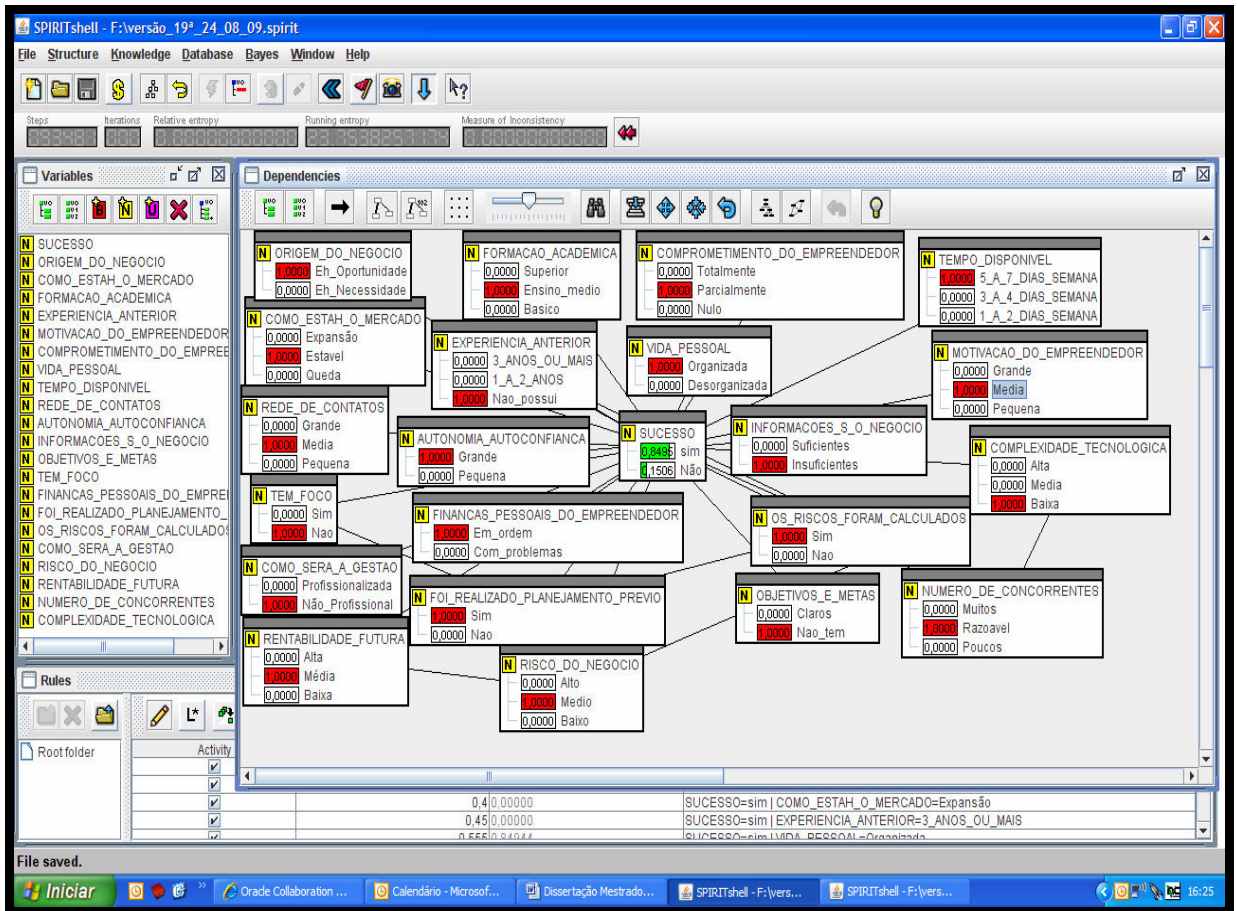 SPIRITshell - F:\versão_19ª_24_08_09.spirit
File Structure Knowledge Database Bayes Window Help
Steps Iterations Relative entropy Running entropy Measure of Inconsistency
Variables
SUCESSO
ORIGEM_DO_NEGOCIO
COMO_ESTAH_O_MERCADO
FORMACAO_ACADEMICA
EXPERIENCIA_ANTERIOR
MOTIVACAO_DO_EMPREENDEDOR
COMPROMETIMENTO_DO_EMPREE
VIDA_PESSOAL
TEMPO_DISPONIVEL
REDE_DE_CONTATOS
AUTONOMIA_AUTOCONFIANCA
INFORMACOES_S_O_NEGOCIO
OBJETIVOS_E_METAS
TEM_FOCO
FINANCAS_PESSOAIS_DO_EMPREI
FOI_REALIZADO_PLANEJAMENTO_
OS_RISCOS_FORAM_CALCULADOS
COMO_SERA_A_GESTAO
RISCO_DO_NEGOCIO
RENTABILIDADE_FUTURA
NUMERO_DE_CONCORRENTES
COMPLEXIDADE_TECNOLOGICA
Dependencies
ORIGEM_DO_NEGOCIO
1,0000 Eh_Oportunidade
0,0000 Eh_Necessidade
FORMACAO_ACADEMICA
0,0000 Superior
1,0000 Ensino_medio
0,0000 Basico
COMPROMETIMENTO_DO_EMPREENDEDOR
0,0000 Totalmente
1,0000 Parcialmente
0,0000 Nulo
TEMPO_DISPONIVEL
1,0000 5_A_7_DIAS_SEMANA
0,0000 3_A_4_DIAS_SEMANA
0,0000 1_A_2_DIAS_SEMANA
COMO_ESTAH_O_MERCADO
0,0000 Expansão
1,0000 Estavel
0,0000 Queda
EXPERIENCIA_ANTERIOR
0,0000 3_ANOS_OU_MAIS
0,0000 1_A_2_ANOS
1,0000 Nao_possui
VIDA_PESSOAL
1,0000 Organizada
0,0000 Desorganizada
MOTIVACAO_DO_EMPREENDEDOR
0,0000 Grande
1,0000 Media
0,0000 Pequena
REDE_DE_CONTATOS
0,0000 Grande
1,0000 Media
0,0000 Pequena
AUTONOMIA_AUTOCONFIANCA
1,0000 Grande
0,0000 Pequena
SUCESSO
0,8495 sim
0,1506 Não
INFORMACOES_S_O_NEGOCIO
0,0000 Suficientes
1,0000 Insuficientes
COMPLEXIDADE_TECNOLOGICA
0,0000 Alta
0,0000 Media
1,0000 Baixa
TEM_FOCO
0,0000 Sim
1,0000 Nao
FINANCAS_PESSOAIS_DO_EMPREENDEDOR
1,0000 Em_ordem
0,0000 Com_problemas
OS_RISCOS_FORAM_CALCULADOS
1,0000 Sim
0,0000 Nao
COMO_SERA_A_GESTAO
0,0000 Profissionalizada
1,0000 Não_Profissional
FOI_REALIZADO_PLANEJAMENTO_PREVIO
1,0000 Sim
0,0000 Nao
OBJETIVOS_E_METAS
0,0000 Claros
1,0000 Nao_tem
NUMERO_DE_CONCORRENTES
0,0000 Muitos
1,0000 Razoavel
0,0000 Poucos
RENTABILIDADE_FUTURA
0,0000 Alta
1,0000 Média
0,0000 Baixa
RISCO_DO_NEGOCIO
0,0000 Alto
1,0000 Medio
0,0000 Baixo
Rules
Root folder
Activity
0,4 0,00000 SUCESSO=sim | COMO_ESTAH_O_MERCADO=Expansão
0,45 0,00000 SUCESSO=sim | EXPERIENCIA_ANTERIOR=3_ANOS_OU_MAIS
0,555 0,84944 SUCESSO=sim | VIDA_PESSOAL=Organizada
File saved.
Iniciar Oracle Collaboration ... Calendário - Microsof... Dissertação Mestrado... SPIRITshell - F:\vers... SPIRITshell - F:\vers... 16:25